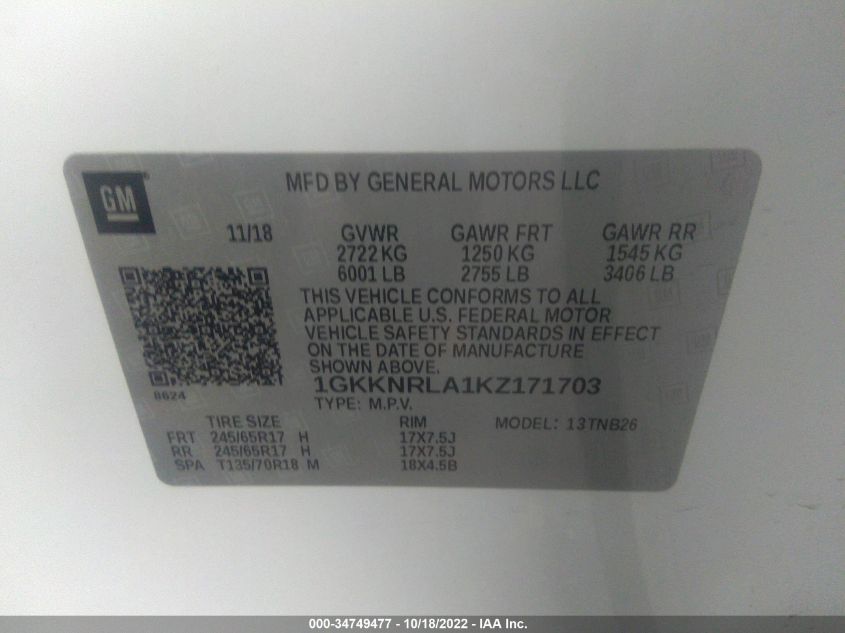 GM
MFD BY GENERAL MOTORS LLC
11/18 GVWR GAWR FRT GAWR RR
2722 KG 1250 KG 1545 KG
6001 LB 2755 LB 3406 LB
THIS VEHICLE CONFORMS TO ALL
APPLICABLE U.S. FEDERAL MOTOR
VEHICLE SAFETY STANDARDS IN EFFECT
ON THE DATE OF MANUFACTURE
SHOWN ABOVE.
1GKKNRLA1KZ171703
8624
TYPE: M.P.V.
TIRE SIZE RIM MODEL: 13TNB26
FRT 245/65R17 H 17X7.5J
RR 245/65R17 H 17X7.5J
SPA T135/70R18 M 18X4.5B
000-34749477 - 10/18/2022 - IAA Inc.